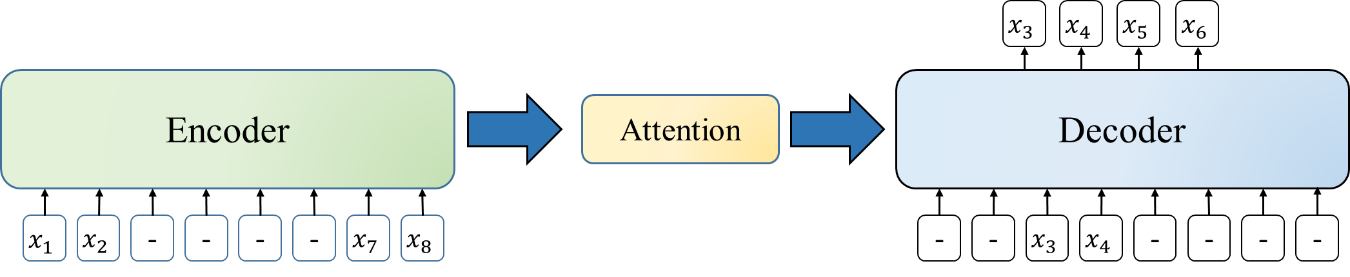 x₃ x₄ x₅ x₆
Encoder Attention Decoder
x₁ x₂ - - - - x₇ x₈ - - x₃ x₄ - - - -